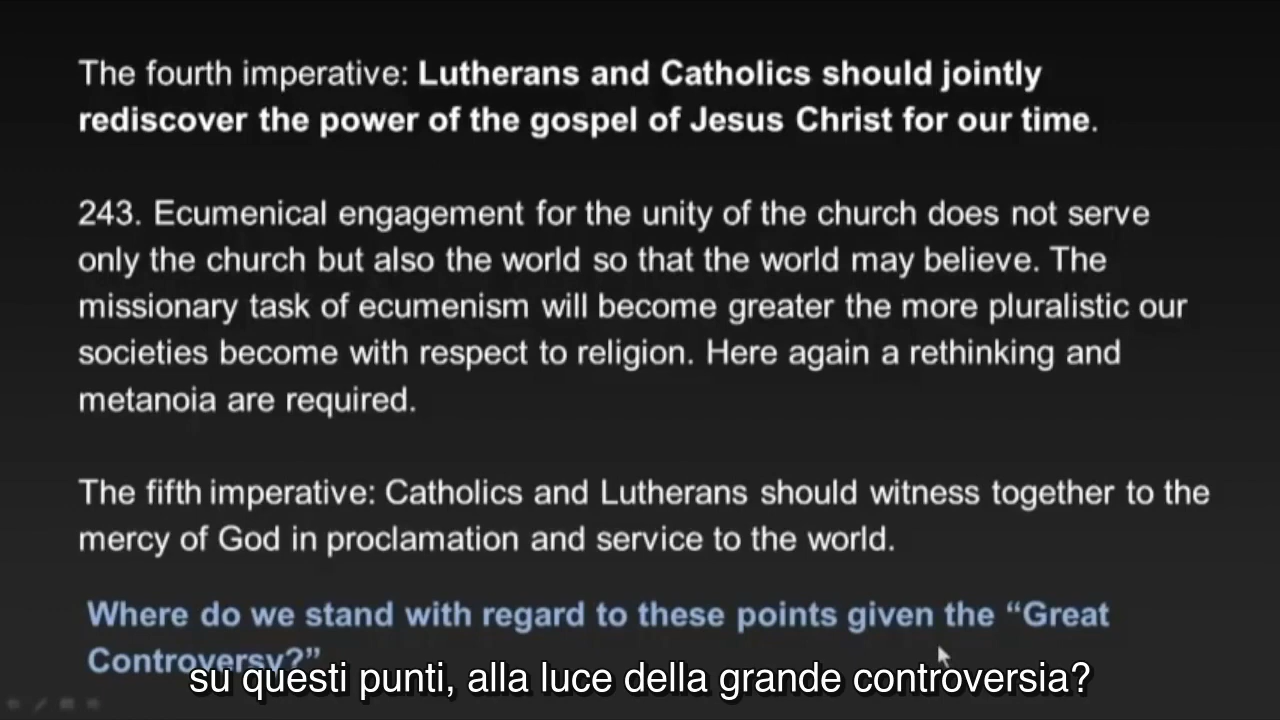 The fourth imperative: Lutherans and Catholics should jointly
rediscover the power of the gospel of Jesus Christ for our time.
243. Ecumenical engagement for the unity of the church does not serve
only the church but also the world so that the world may believe. The
missionary task of ecumenism will become greater the more pluralistic our
societies become with respect to religion. Here again a rethinking and
metanoia are required.
The fifth imperative: Catholics and Lutherans should witness together to the
mercy of God in proclamation and service to the world.
Where do we stand with regard to these points given the “Great
Controversy?”
su questi punti, alla luce della grande controversia?